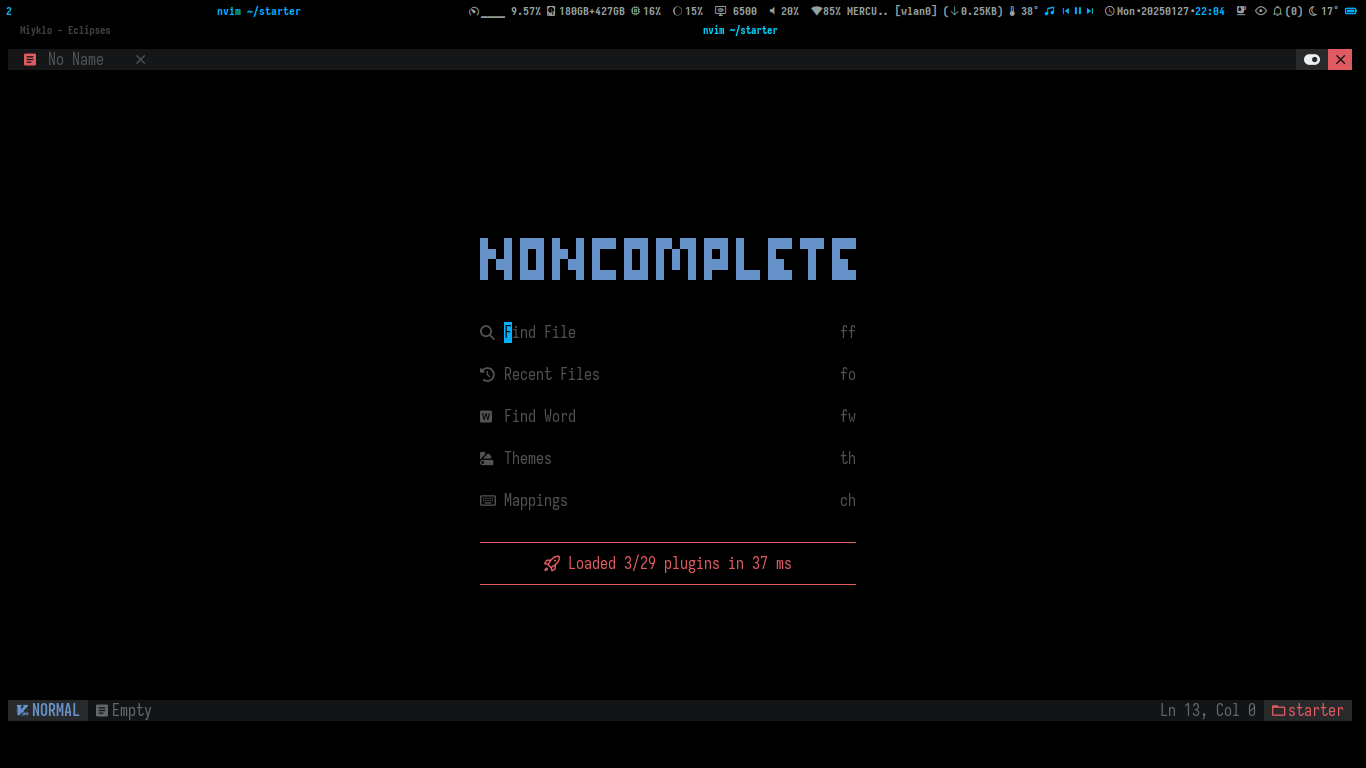 2 nvim ~/starter 9.57% 180GB+427GB 16% 15% 6500 20% 85% MERCU.. [wlan0] (↓0.25KB) 38° Mon•20250127•22:04 (0) 17°
Miyklo - Eclipses nvim ~/starter
No Name
NONCOMPLETE
Find File ff
Recent Files fo
Find Word fw
Themes th
Mappings ch
Loaded 3/29 plugins in 37 ms
NORMAL Empty Ln 13, Col 0 starter